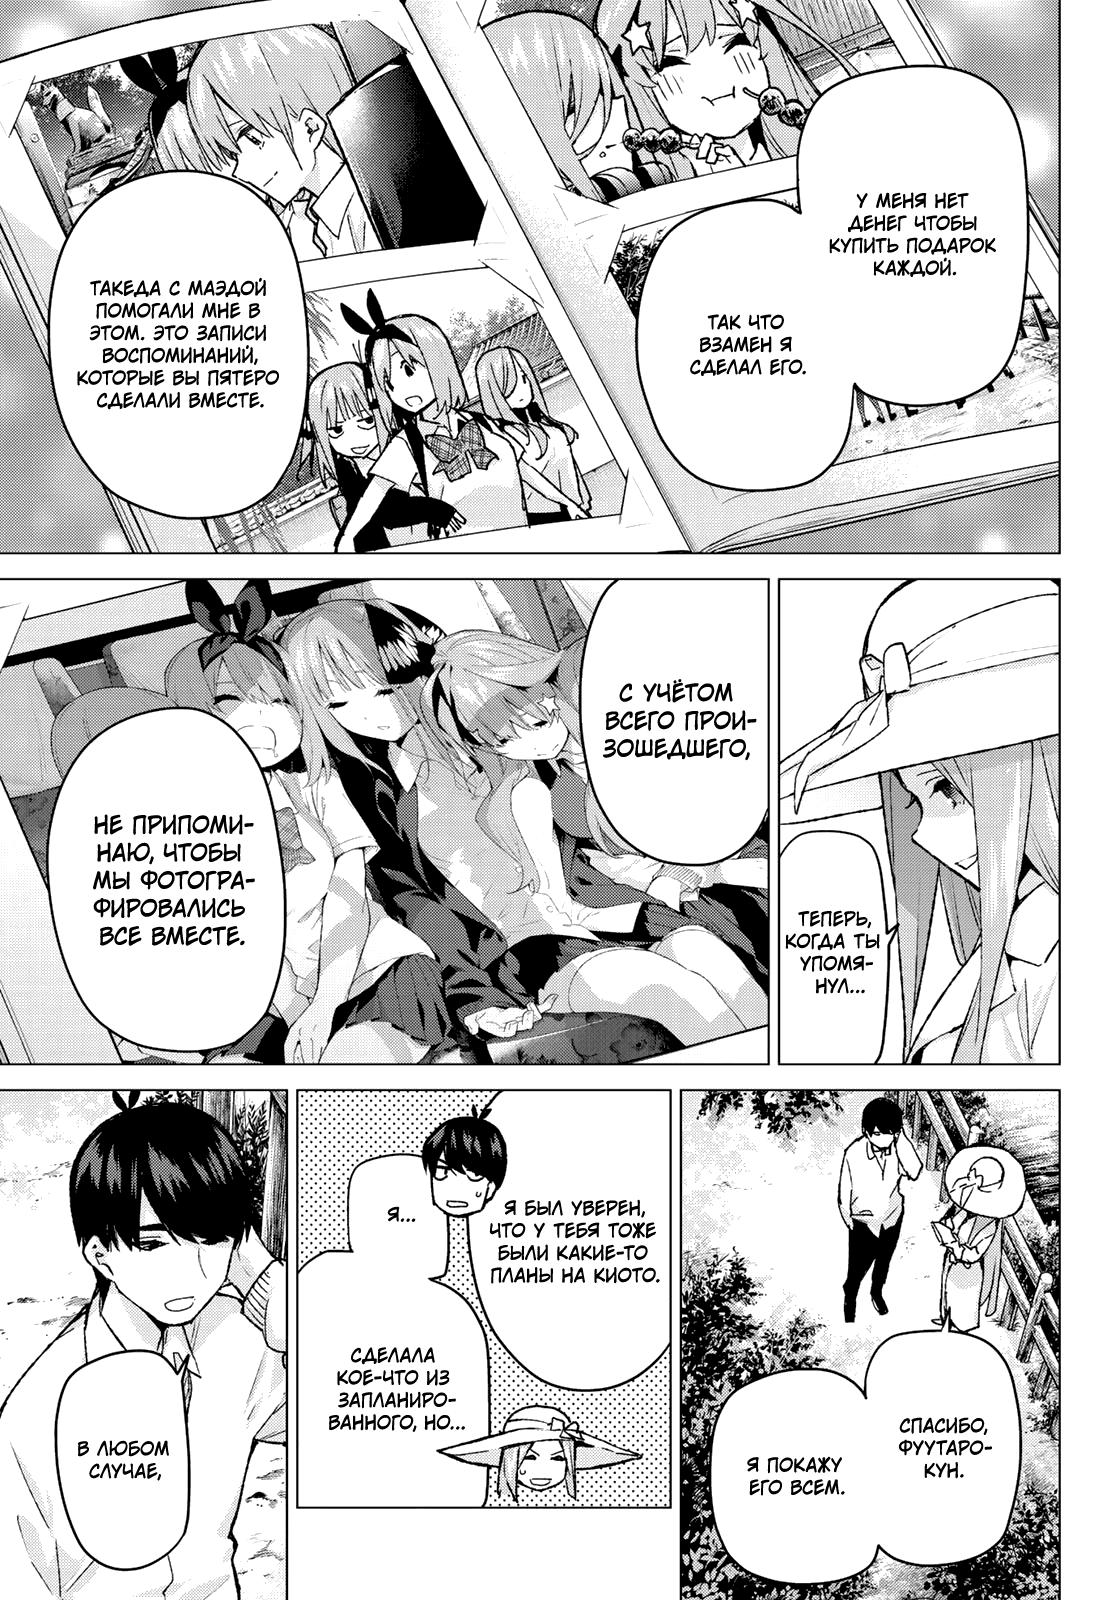 У МЕНЯ НЕТ
ДЕНЕГ ЧТОБЫ
КУПИТЬ ПОДАРОК
КАЖДОЙ.
ТАК ЧТО
ВЗАМЕН Я
СДЕЛАЛ ЕГО.
ТАКЕДА С МАЭДОЙ
ПОМОГАЛИ МНЕ В
ЭТОМ. ЭТО ЗАПИСИ
ВОСПОМИНАНИЙ,
КОТОРЫЕ ВЫ ПЯТЕРО
СДЕЛАЛИ ВМЕСТЕ.
ТЕПЕРЬ,
КОГДА ТЫ
УПОМЯ-
НУЛ...
С УЧЁТОМ
ВСЕГО ПРОИ-
ЗОШЕДШЕГО,
НЕ ПРИПОМИ-
НАЮ, ЧТОБЫ
МЫ ФОТОГРА-
ФИРОВАЛИСЬ
ВСЕ ВМЕСТЕ.
СПАСИБО,
ФУУТАРО-
КУН.
Я ПОКАЖУ
ЕГО ВСЕМ.
Я БЫЛ УВЕРЕН,
ЧТО У ТЕБЯ ТОЖЕ
БЫЛИ КАКИЕ-ТО
ПЛАНЫ НА КИОТО.
Я...
СДЕЛАЛА
КОЕ-ЧТО ИЗ
ЗАПЛАНИРО-
ВАННОГО, НО...
В ЛЮБОМ
СЛУЧАЕ,